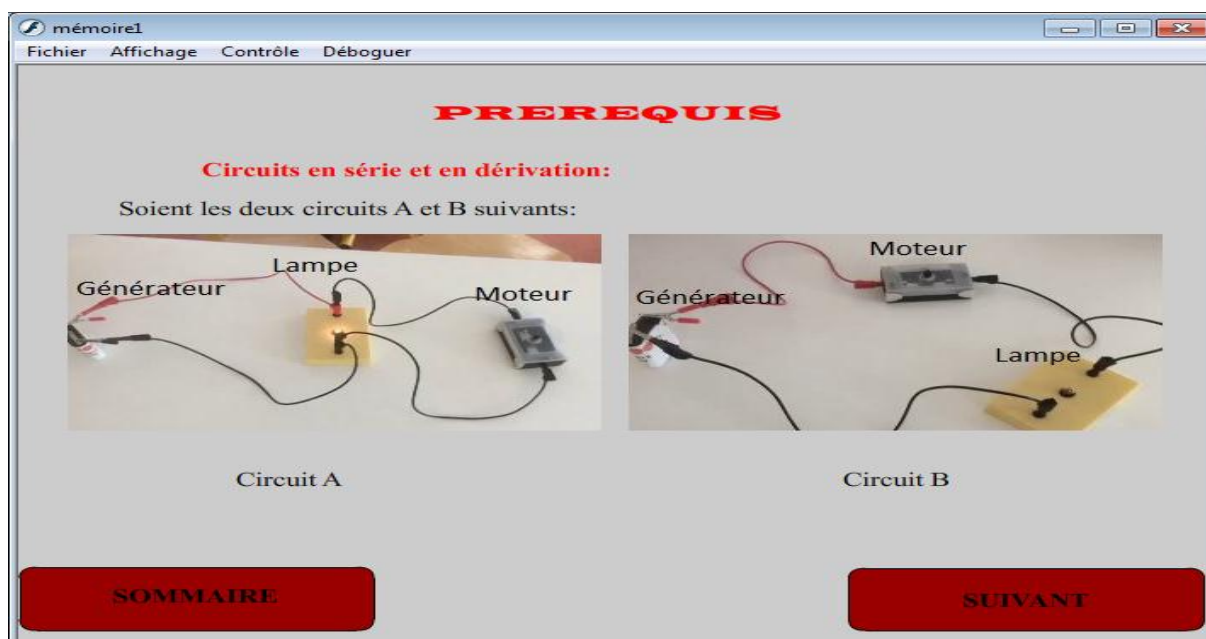 mémoire1
Fichier Affichage Contrôle Déboguer
PREREQUIS
Circuits en série et en dérivation:
Soient les deux circuits A et B suivants:
Lampe
Générateur
Moteur
Moteur
Générateur
Lampe
Circuit A
Circuit B
SOMMAIRE
SUIVANT